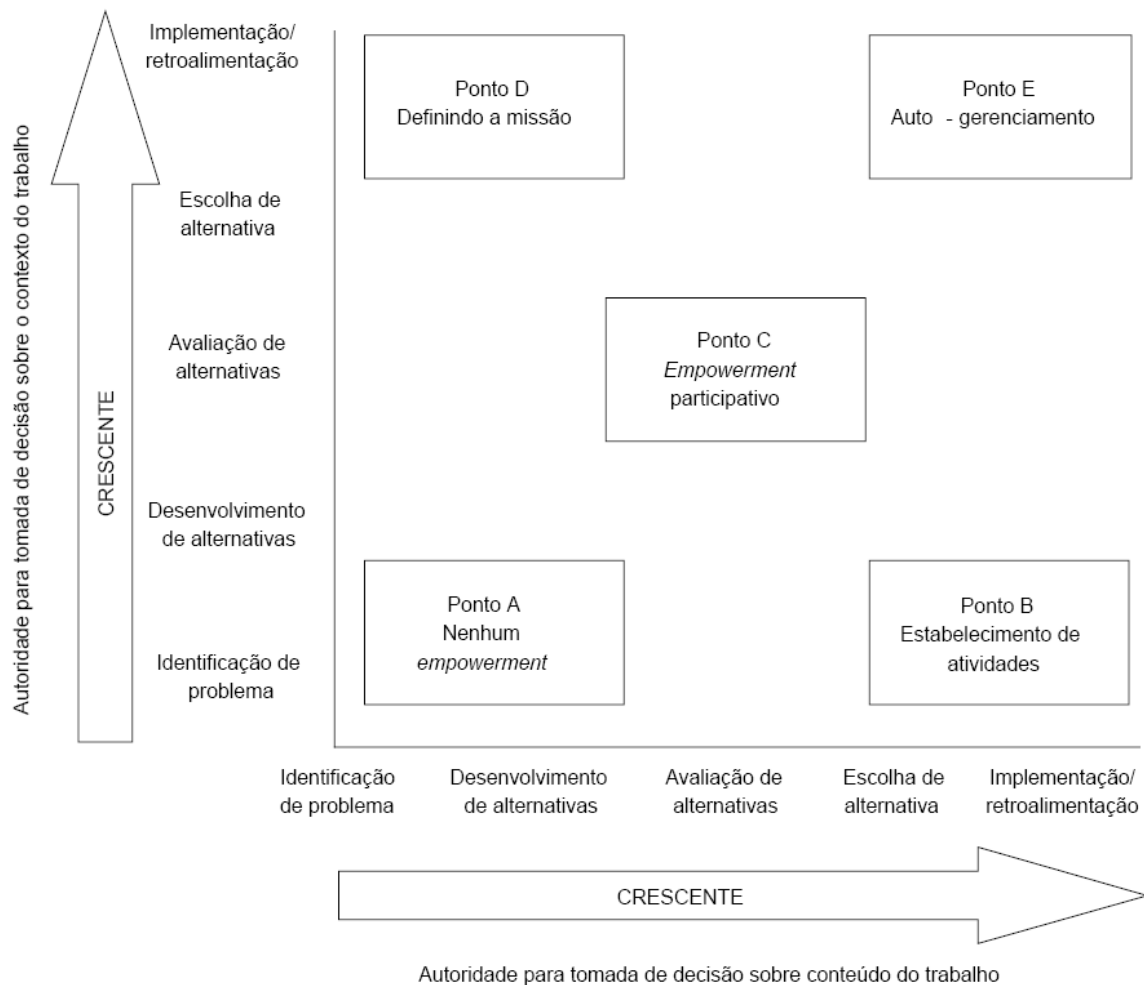 Autoridade para tomada de decisão sobre o contexto do trabalho
CRESCENTE
Implementação/
retroalimentação
Escolha de
alternativa
Avaliação de
alternativas
Desenvolvimento
de alternativas
Identificação de
problema
Ponto D
Definindo a missão
Ponto E
Auto - gerenciamento
Ponto C
Empowerment
participativo
Ponto A
Nenhum
empowerment
Ponto B
Estabelecimento de
atividades
Identificação
de problema
Desenvolvimento
de alternativas
Avaliação de
alternativas
Escolha de
alternativa
Implementação/
retroalimentação
CRESCENTE
Autoridade para tomada de decisão sobre conteúdo do trabalho